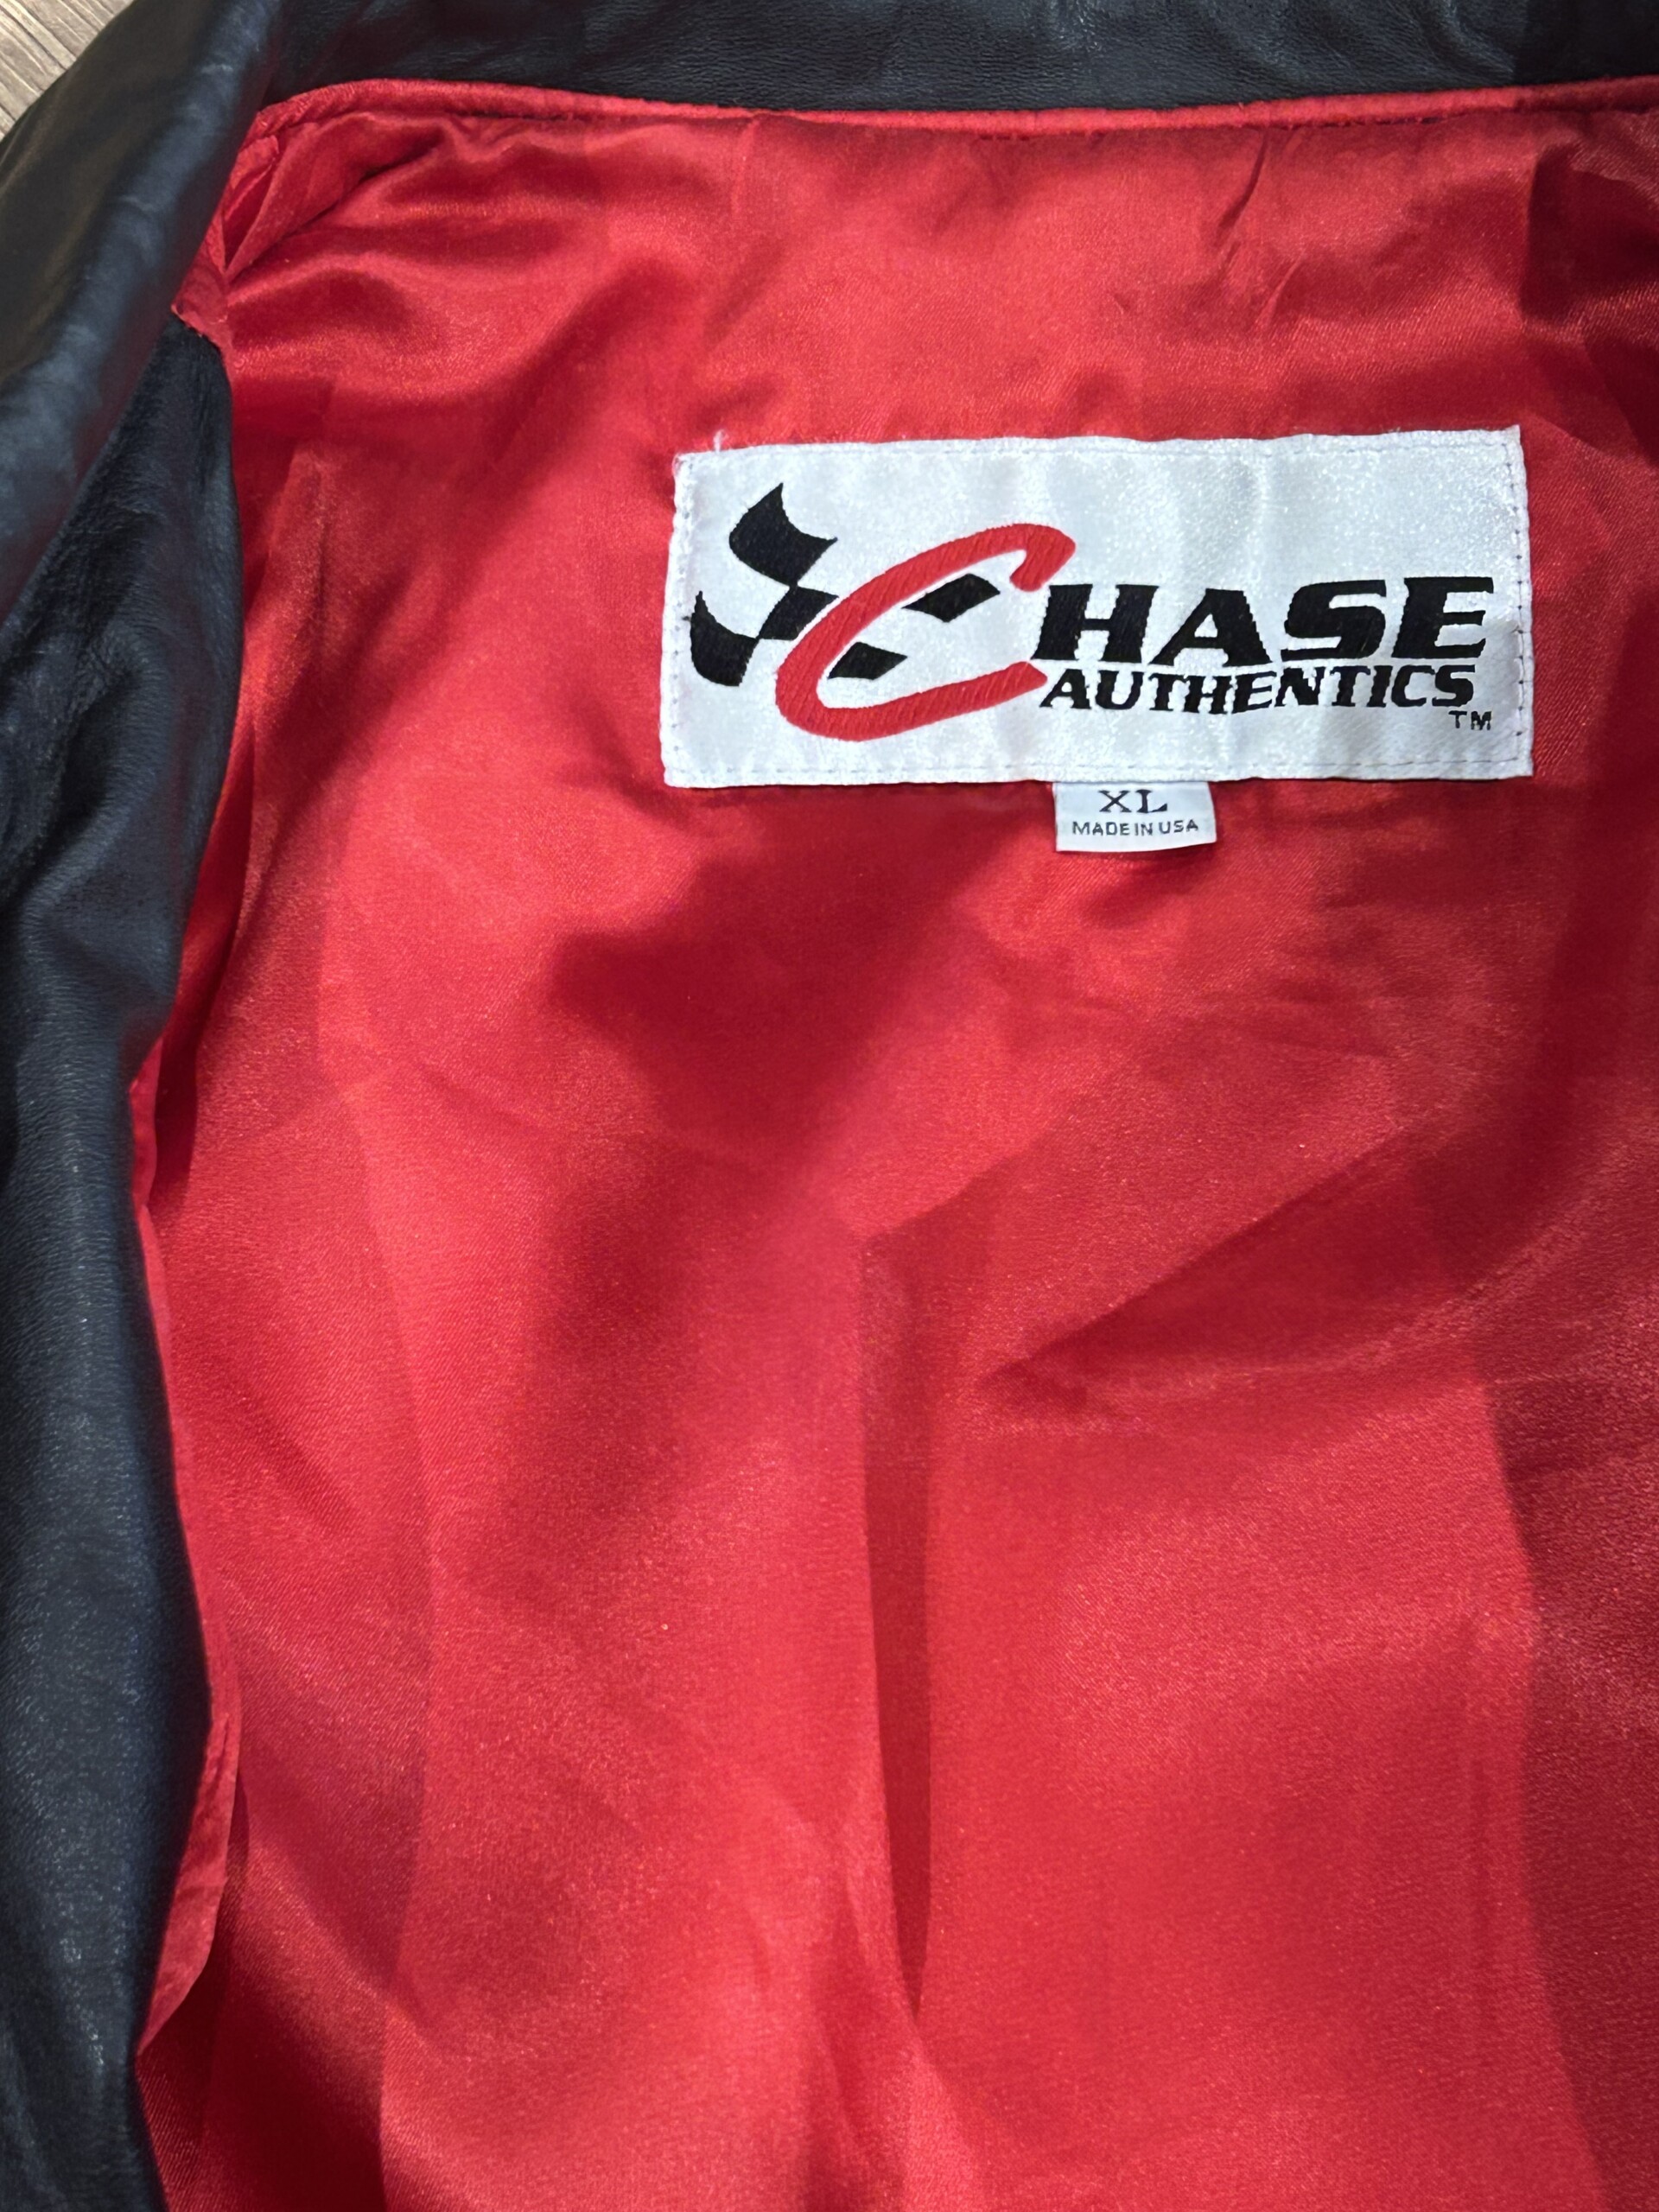 CHASE
AUTHENTICS
TM
XL
MADE IN USA